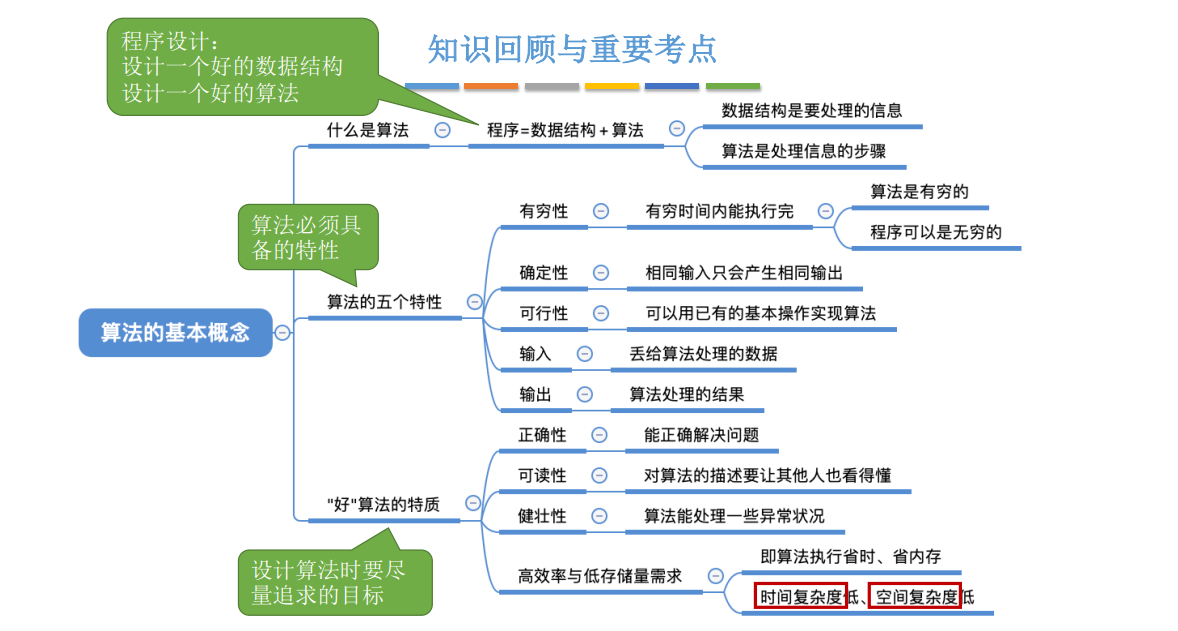 程序设计：
设计一个好的数据结构
设计一个好的算法
知识回顾与重要考点
什么是算法
程序=数据结构+算法
数据结构是要处理的信息
算法是处理信息的步骤
算法必须具
备的特性
算法的基本概念
算法的五个特性
有穷性
有穷时间内能执行完
算法是有穷的
程序可以是无穷的
确定性
相同输入只会产生相同输出
可行性
可以用已有的基本操作实现算法
输入
丢给算法处理的数据
输出
算法处理的结果
"好"算法的特质
正确性
能正确解决问题
可读性
对算法的描述要让其他人也看得懂
健壮性
算法能处理一些异常状况
高效率与低存储量需求
即算法执行省时、省内存
时间复杂度低、空间复杂度低
设计算法时要尽
量追求的目标